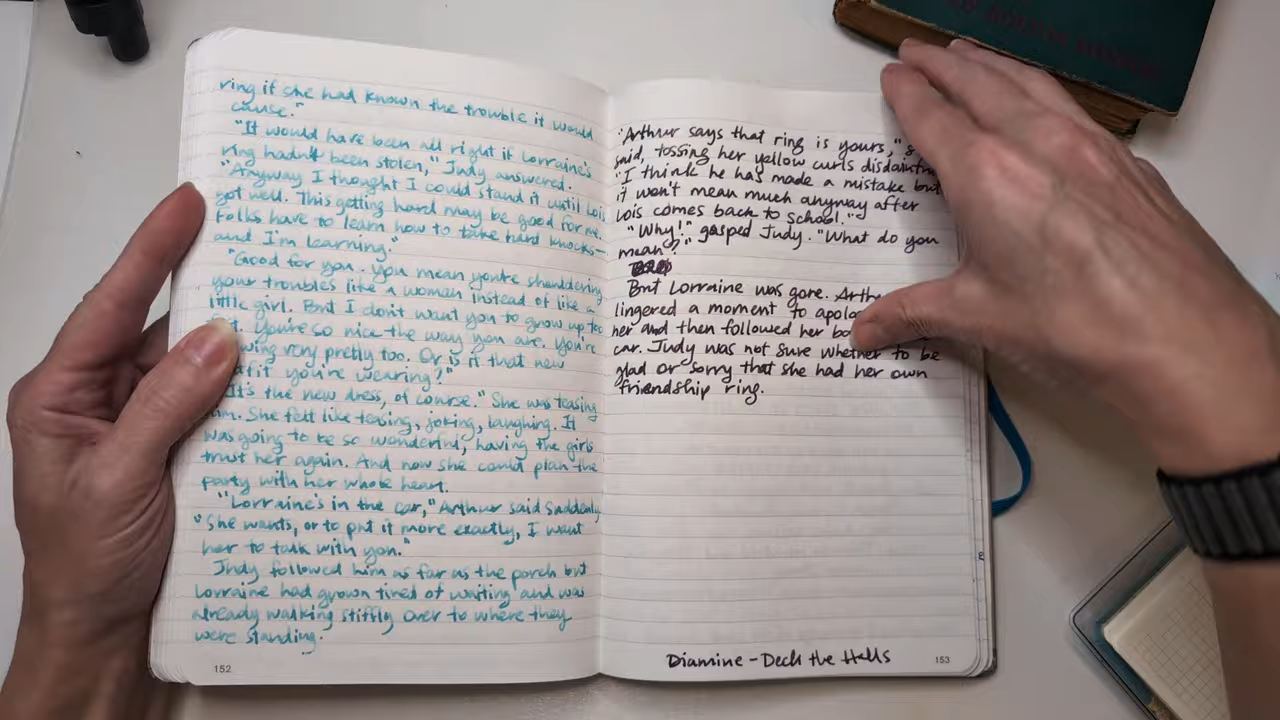 ring if she had known the trouble it would
cause."
"It would have been all right if Lorraine's
ring hadn't been stolen," Judy answered.
"Anyway I thought I could stand it until Lois
got well. This getting hard may be good for me.
Folks have to learn how to take hard knocks—
and I'm learning."
"Good for you. You mean you're shouldering
your troubles like a woman instead of like a
little girl. But I don't want you to grow up too
You're so nice the way you are. You're
wing very pretty too. Or is it that new
tfit you're wearing?"
"It's the new dress, of course." She was teasing
him. She felt like teasing, joking, laughing. It
was going to be so wonderful, having the girls
trust her again. And now she could plan the
party with her whole heart.
"Lorraine's in the car," Arthur said suddenly
"She wants, or to put it more exactly, I want
her to talk with you."
Judy followed him as far as the porch but
Lorraine had grown tired of waiting and was
already walking stiffly over to where they
were standing.
152
"Arthur says that ring is yours," s
said, tossing her yellow curls disdainf
"I think he has made a mistake but
it won't mean much anyway after
Lois comes back to school."
"Why!" gasped Judy. "What do you
mean?"
But Lorraine was gone. Arthu
lingered a moment to apolo
her and then followed her ba
car. Judy was not sure whether to be
glad or sorry that she had her own
friendship ring.
Diamine - Deck the Halls
153